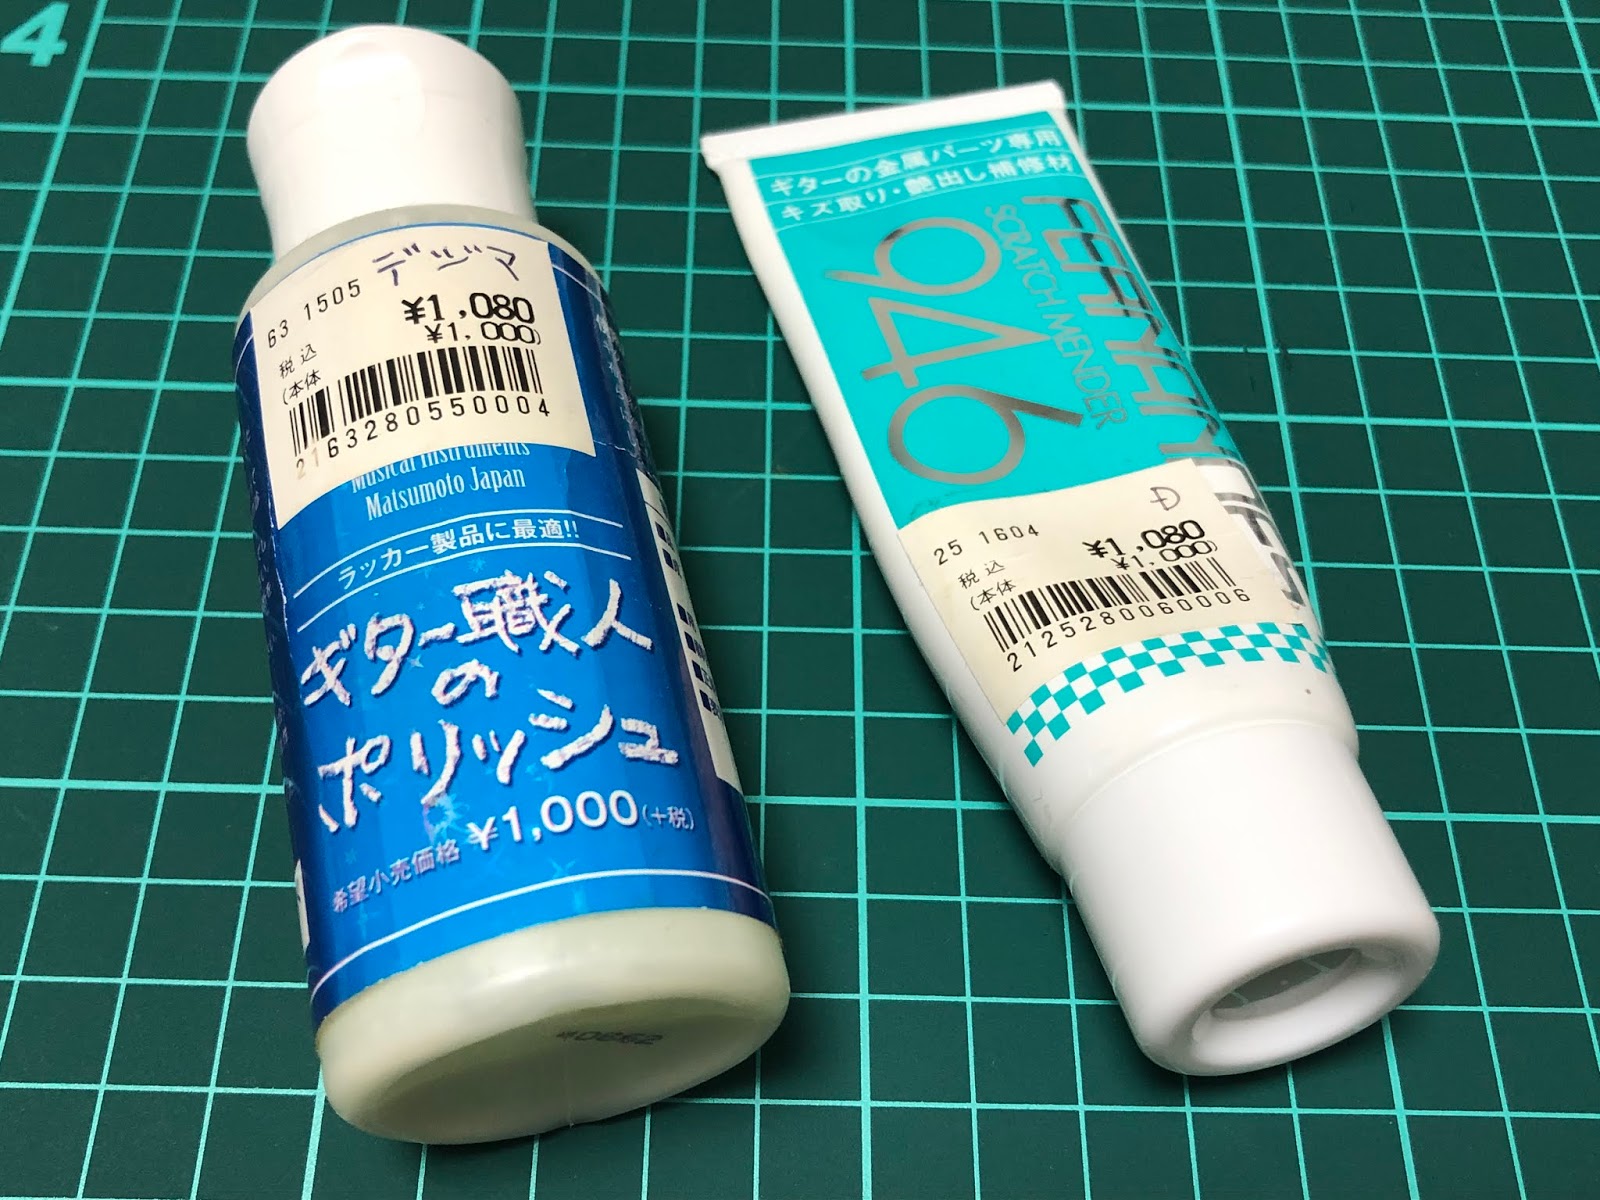 4
デジマ
63 1505
¥1,080
税込
¥1,000)
(本体
2163280550004
Musical Instruments
Matsumoto Japan
ラッカー製品に最適!!
ギター職人
の
ポリッシュ
希望小売価格 ¥1,000(+税)
ギターの金属パーツ専用
キズ取り・艶出し補修材
946
SCRATCH MENDER
FERNANDES
D
25 1604
¥1,080
税込
¥1,000)
(本体
2125280060006